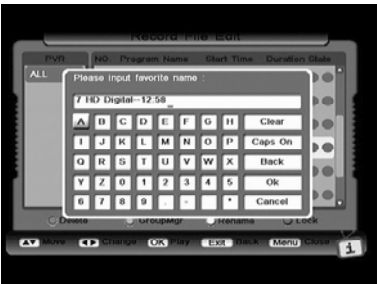 Record File Edit
PVR NO. Program Name Start Time Duration State
ALL
Please input favorite name :
7 HD Digital--12:58_
A B C D E F G H Clear
I J K L M N O P Caps On
Q R S T U V W X Back
Y Z 0 1 2 3 4 5 Ok
6 7 8 9 . - * Cancel
Delete GroupMgr Rename Lock
▲▼ Move ◀▶ Change OK Play Exit Back Menu Close
i